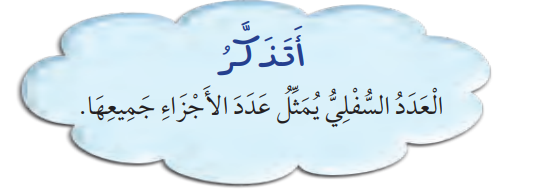 أَتَذَكَّرُ
الْعَدَدُ السُّفْلِيُّ يُمَثِّلُ عَدَدَ الأَجْزَاءِ جَمِيعِهَا.